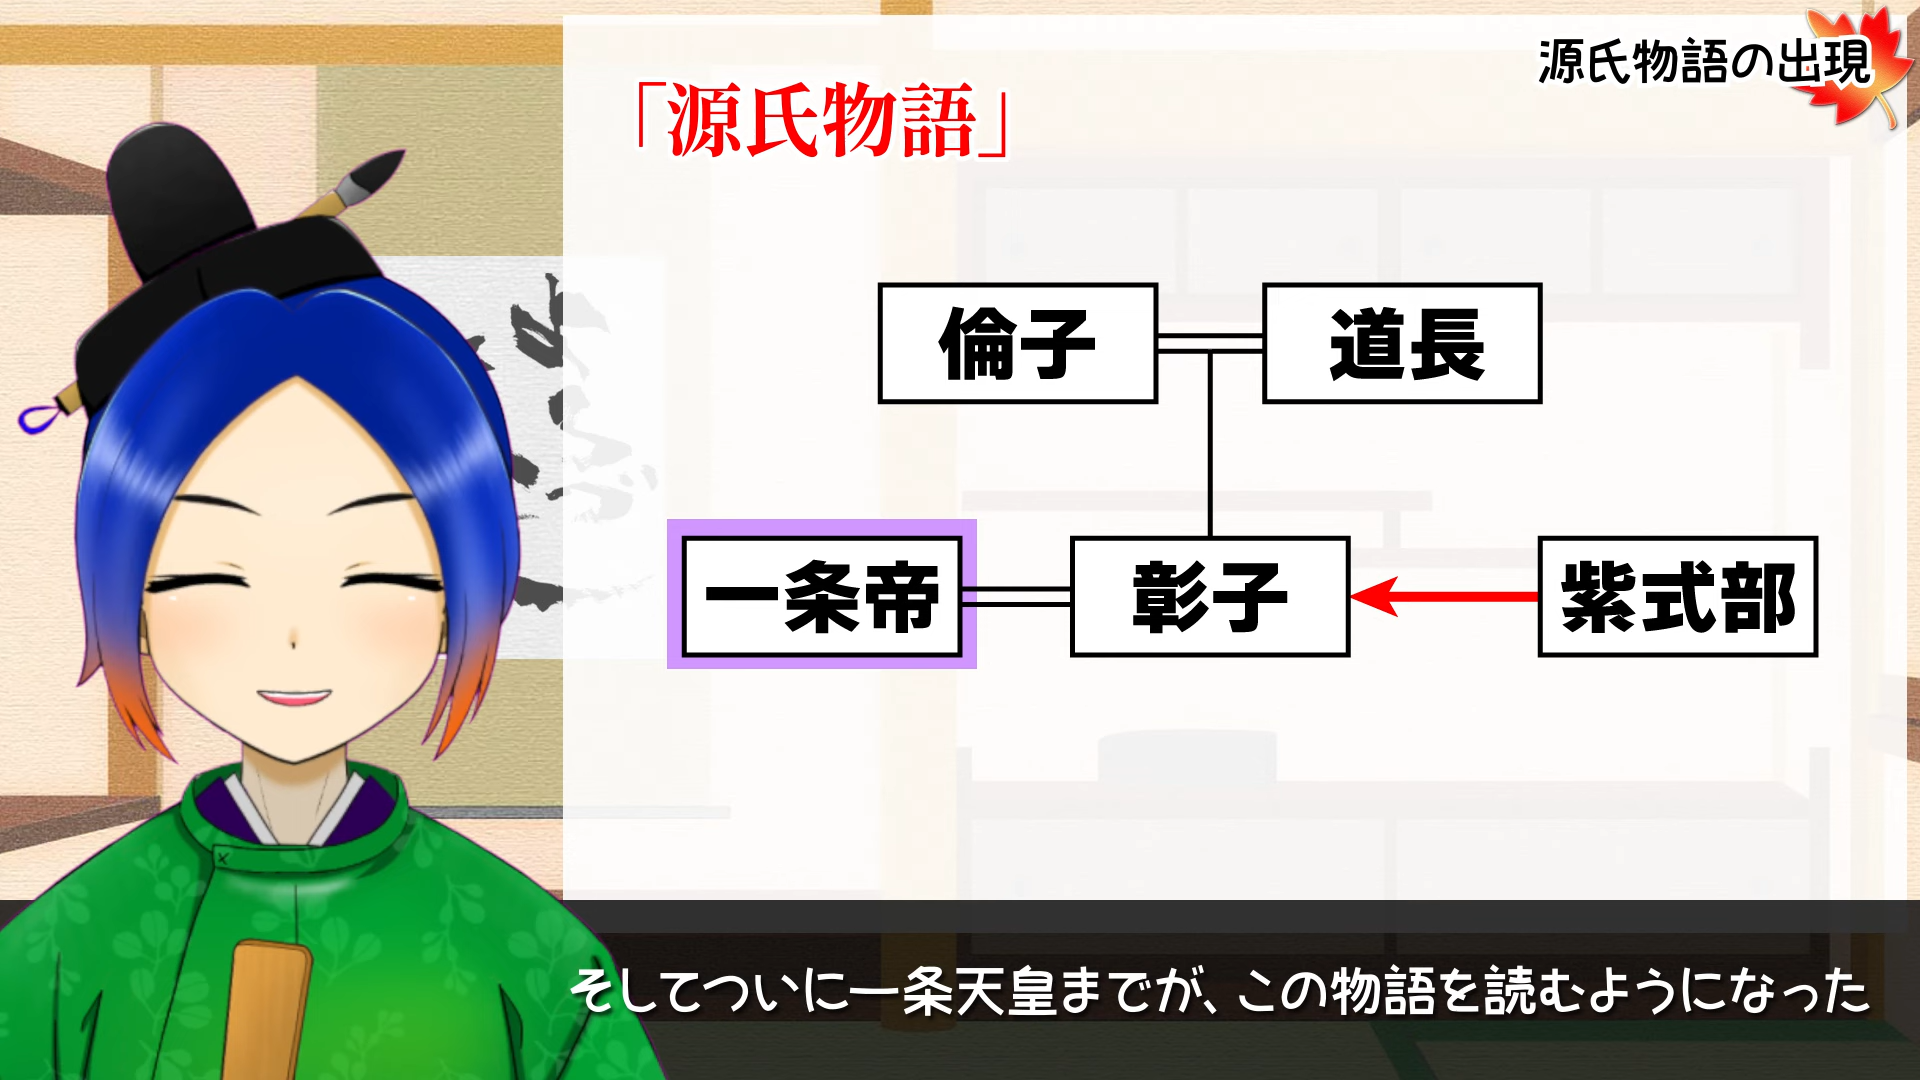 源氏物語の出現
「源氏物語」
倫子
道長
一条帝
彰子
紫式部
そしてついに一条天皇までが、この物語を読むようになった